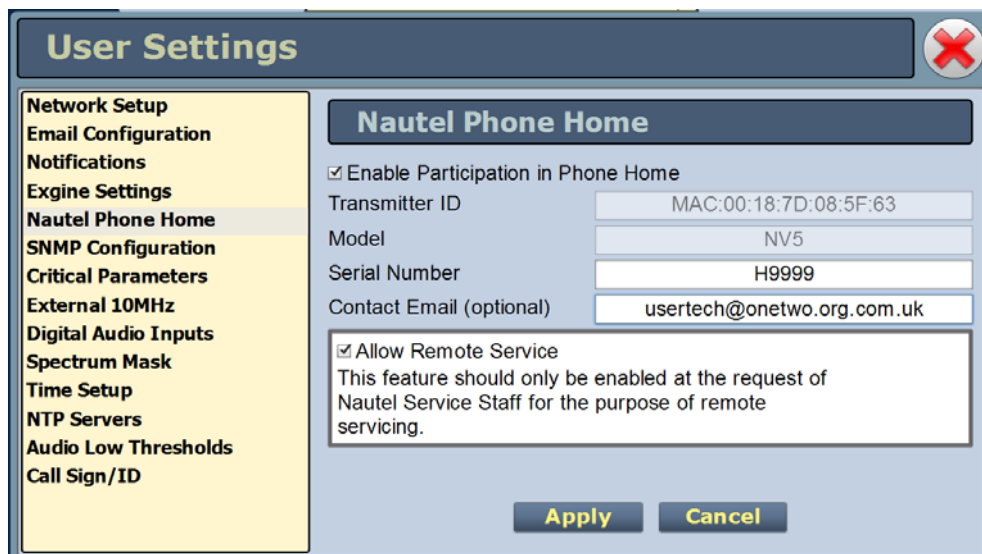 User Settings
Network Setup
Email Configuration
Notifications
Exgine Settings
Nautel Phone Home
SNMP Configuration
Critical Parameters
External 10MHz
Digital Audio Inputs
Spectrum Mask
Time Setup
NTP Servers
Audio Low Thresholds
Call Sign/ID
Nautel Phone Home
Enable Participation in Phone Home
Transmitter ID MAC:00:18:7D:08:5F:63
Model NV5
Serial Number H9999
Contact Email (optional) usertech@onetwo.org.com.uk
Allow Remote Service
This feature should only be enabled at the request of
Nautel Service Staff for the purpose of remote
servicing.
Apply Cancel